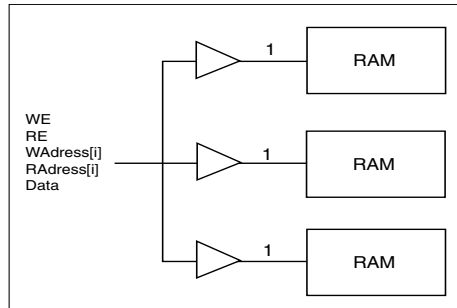 1
RAM
WE
RE
WAdress[i]
RAdress[i]
Data
1
RAM
1
RAM